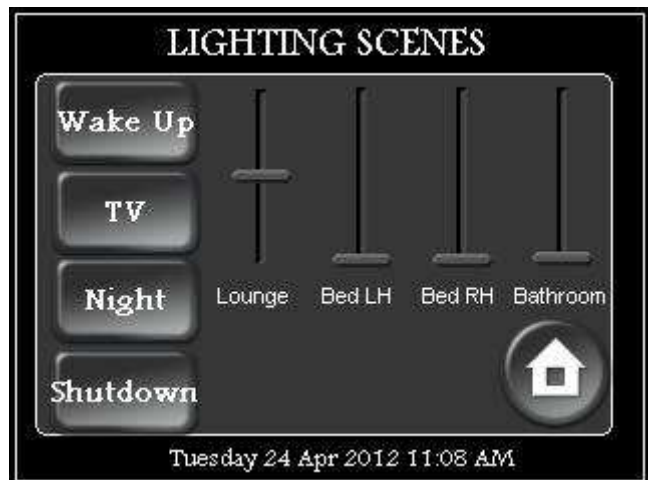 LIGHTING SCENES
Wake Up
TV
Night
Shutdown
Lounge Bed LH Bed RH Bathroom
Tuesday 24 Apr 2012 11:08 AM